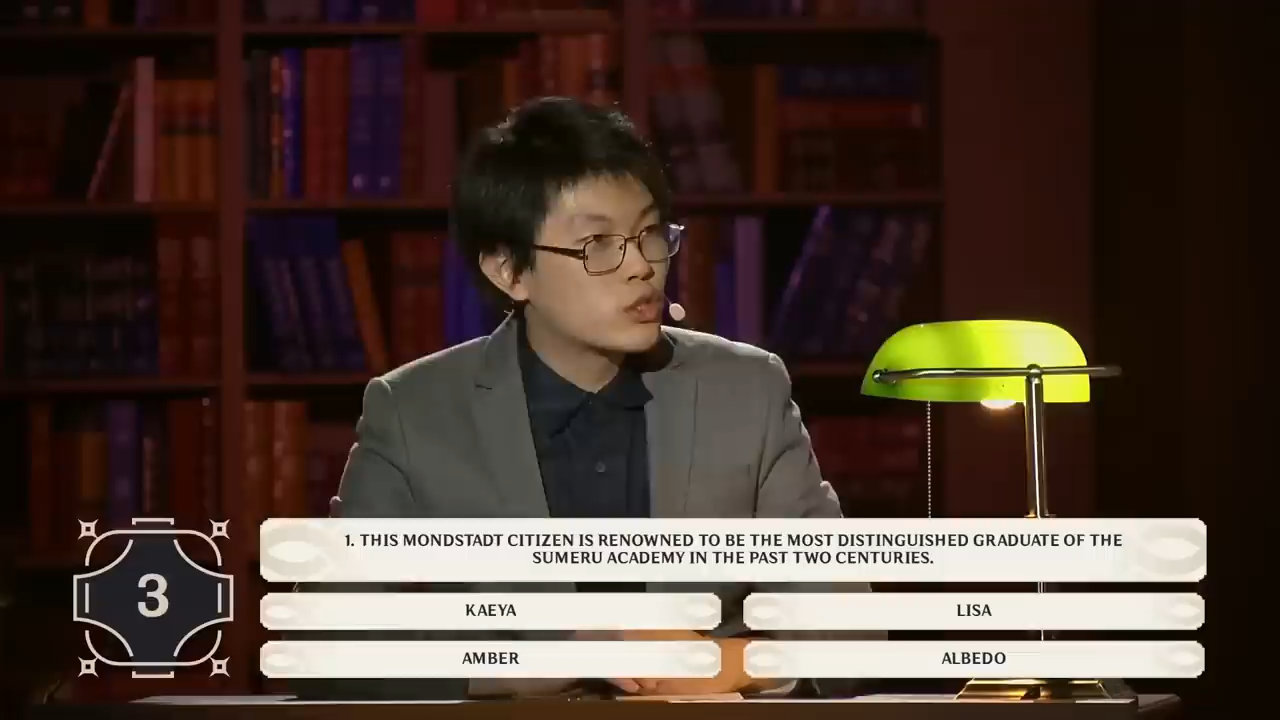 1. THIS MONDSTADT CITIZEN IS RENOWNED TO BE THE MOST DISTINGUISHED GRADUATE OF THE
SUMERU ACADEMY IN THE PAST TWO CENTURIES.
3
KAEYA
LISA
AMBER
ALBEDO